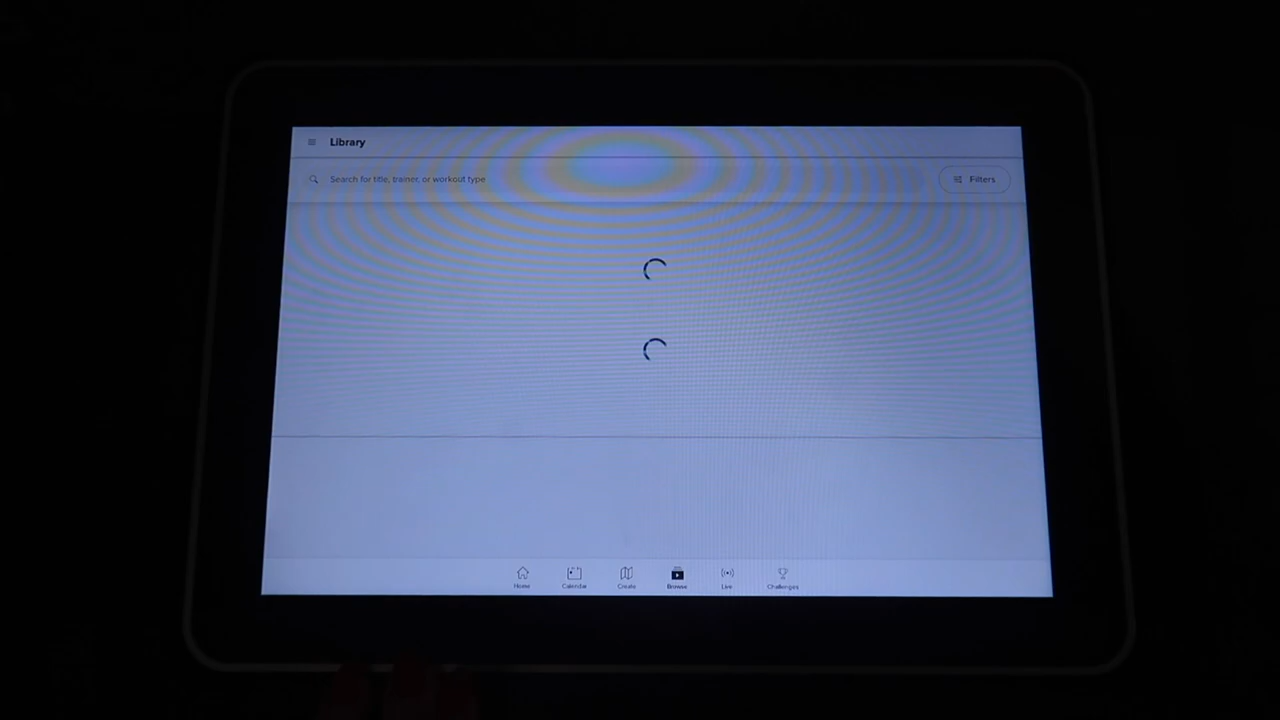 Library
Search for title, trainer, or workout type
Filters
Home
Calendar
Create
Browse
Live
Challenges